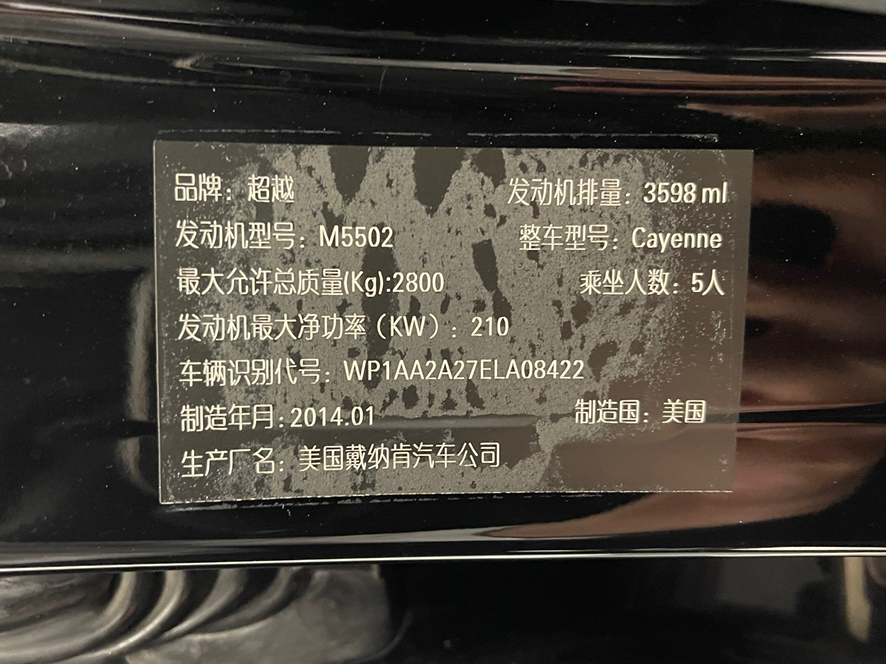 品牌：超越 发动机排量：3598 ml
发动机型号：M5502 整车型号：Cayenne
最大允许总质量(Kg):2800 乘坐人数：5人
发动机最大净功率（KW）：210
车辆识别代号：WP1AA2A27ELA08422
制造年月:2014.01 制造国：美国
生产厂名：美国戴纳肯汽车公司